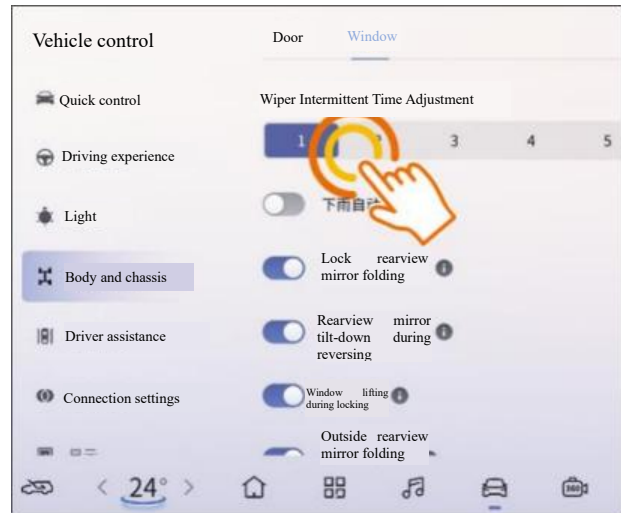 Vehicle control
Door
Window
Quick control
Wiper Intermittent Time Adjustment
1
3
4
5
Driving experience
下雨自动
Light
Lock rearview
mirror folding
Body and chassis
Rearview mirror
tilt-down during
reversing
Driver assistance
Window lifting
during locking
Connection settings
Outside rearview
mirror folding
24°
360